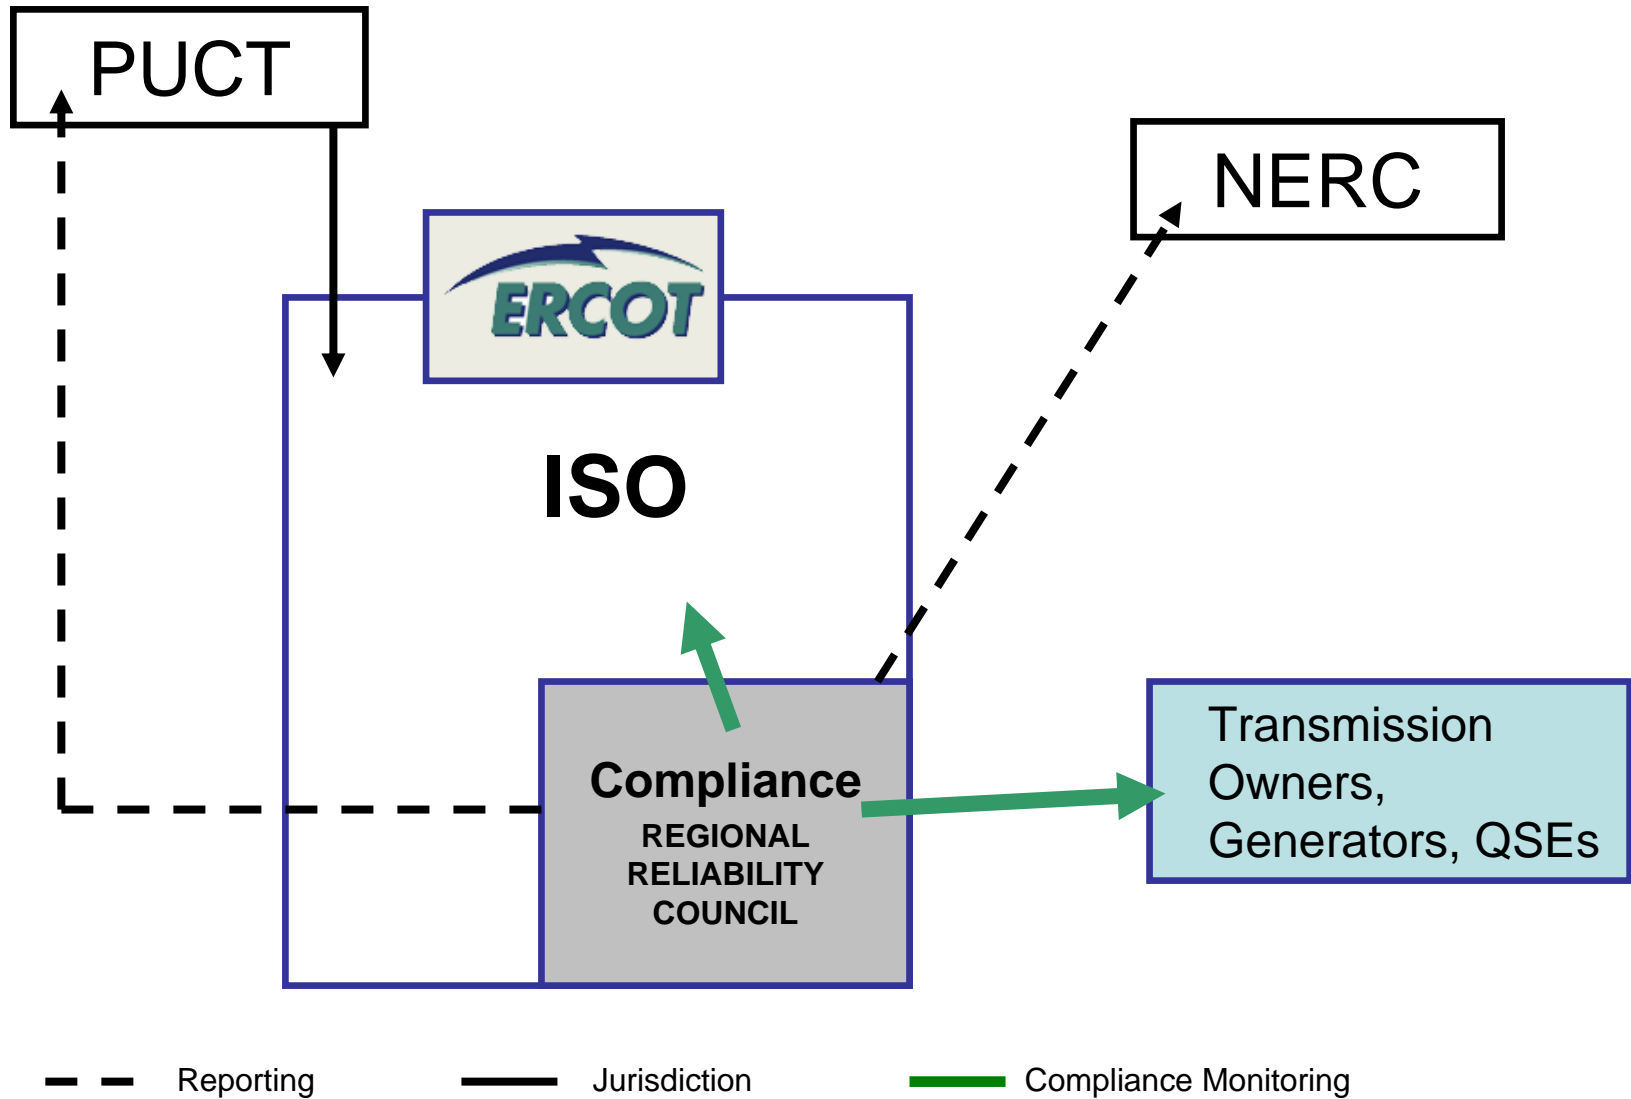 PUCT
NERC
ERCOT
ISO
Transmission
Owners,
Generators, QSEs
Compliance
REGIONAL
RELIABILITY
COUNCIL
Reporting
Jurisdiction
Compliance Monitoring